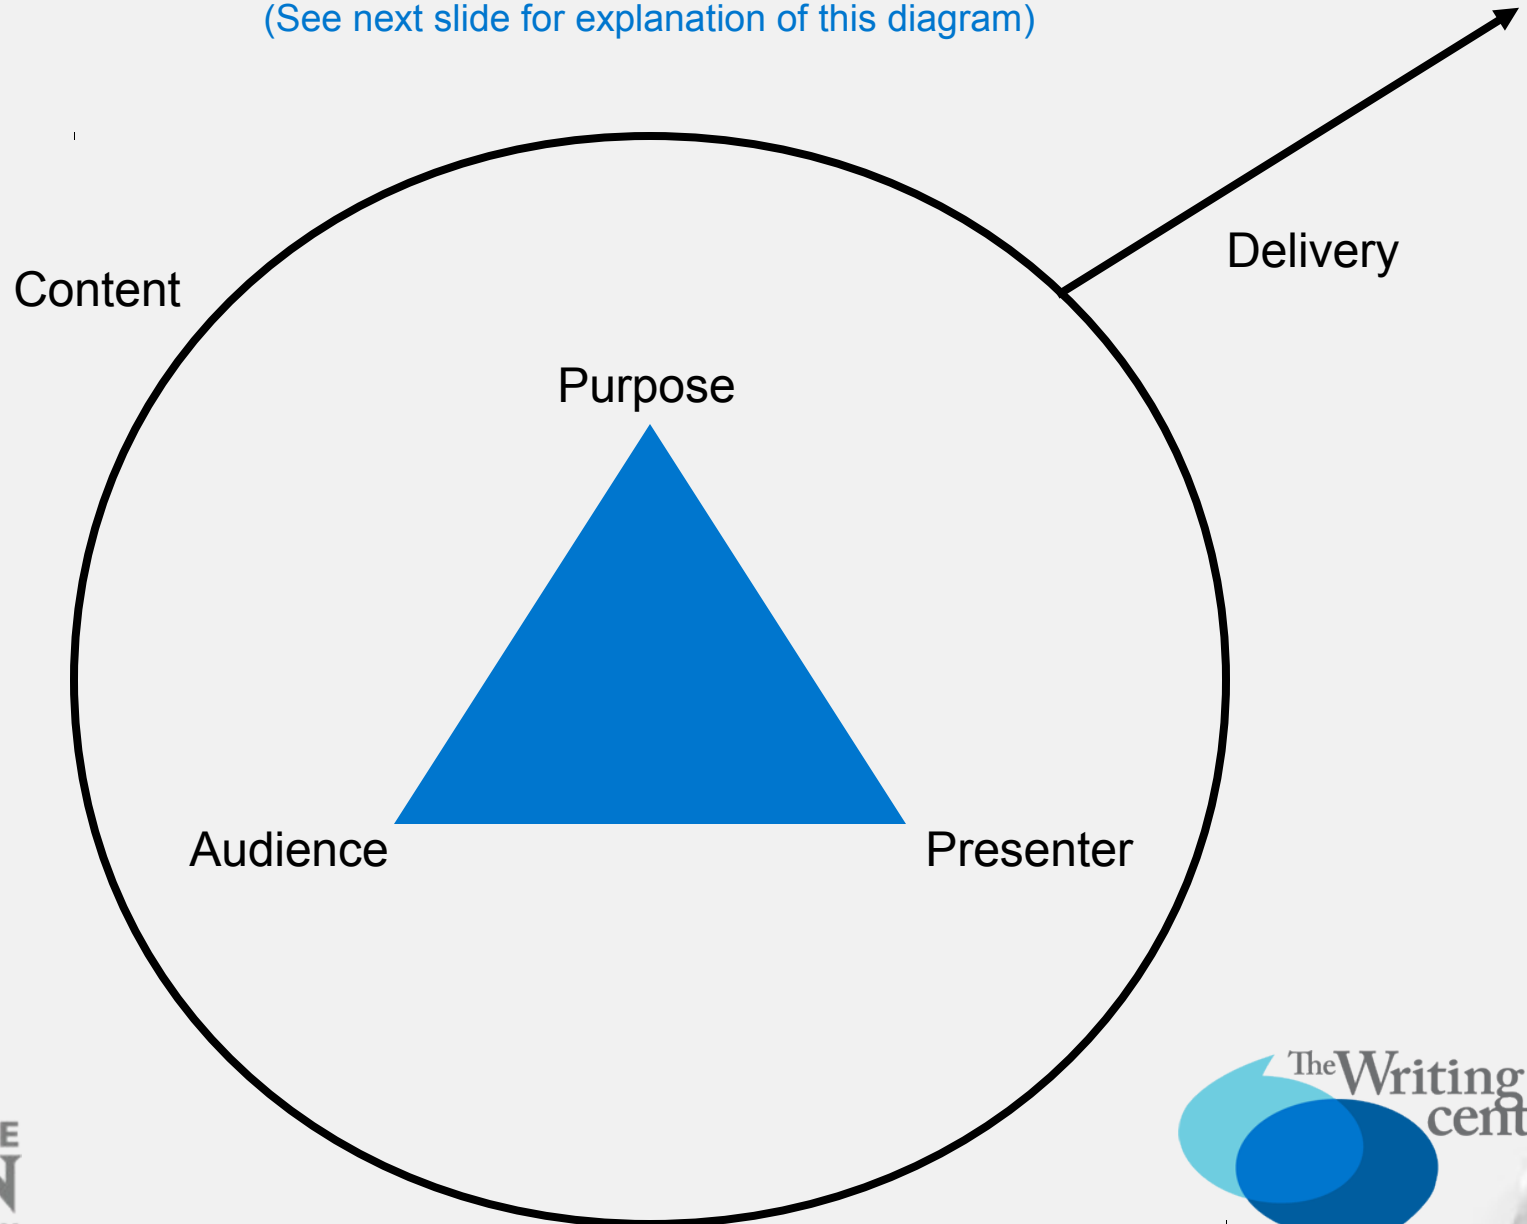 (See next slide for explanation of this diagram)
Delivery
Content
Purpose
Audience
Presenter
The Writing